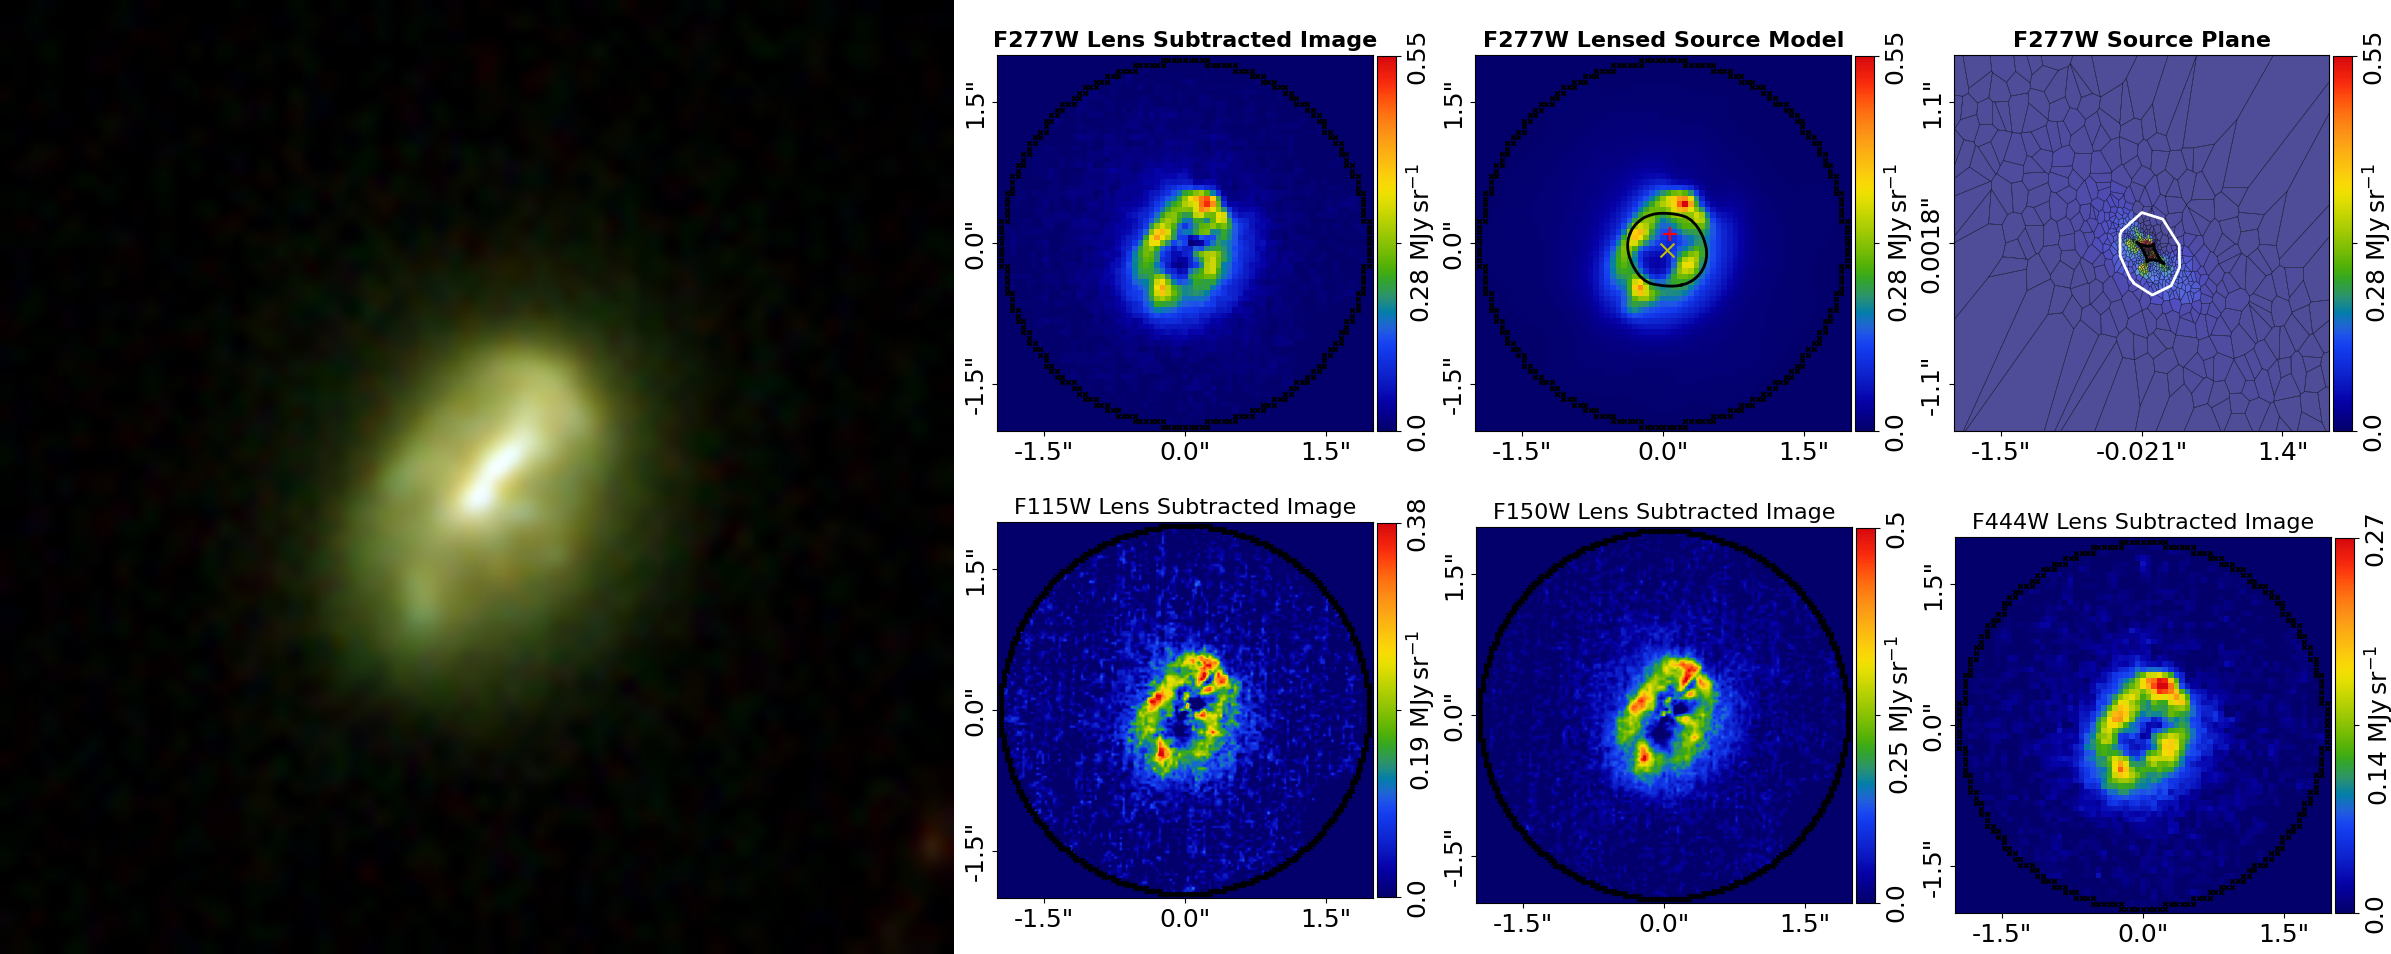 F277W Lens Subtracted Image
1.5"
0.0"
-1.5"
-1.5" 0.0" 1.5"
0.55
0.28 MJy sr⁻¹
0.0
F277W Lensed Source Model
1.5"
0.0"
-1.5"
-1.5" 0.0" 1.5"
0.55
0.28 MJy sr⁻¹
0.0
F277W Source Plane
1.1"
0.0018"
-1.1"
-1.5" -0.021" 1.4"
0.55
0.28 MJy sr⁻¹
0.0
F115W Lens Subtracted Image
1.5"
0.0"
-1.5"
-1.5" 0.0" 1.5"
0.38
0.19 MJy sr⁻¹
0.0
F150W Lens Subtracted Image
1.5"
0.0"
-1.5"
-1.5" 0.0" 1.5"
0.5
0.25 MJy sr⁻¹
0.0
F444W Lens Subtracted Image
1.5"
0.0"
-1.5"
-1.5" 0.0" 1.5"
0.27
0.14 MJy sr⁻¹
0.0